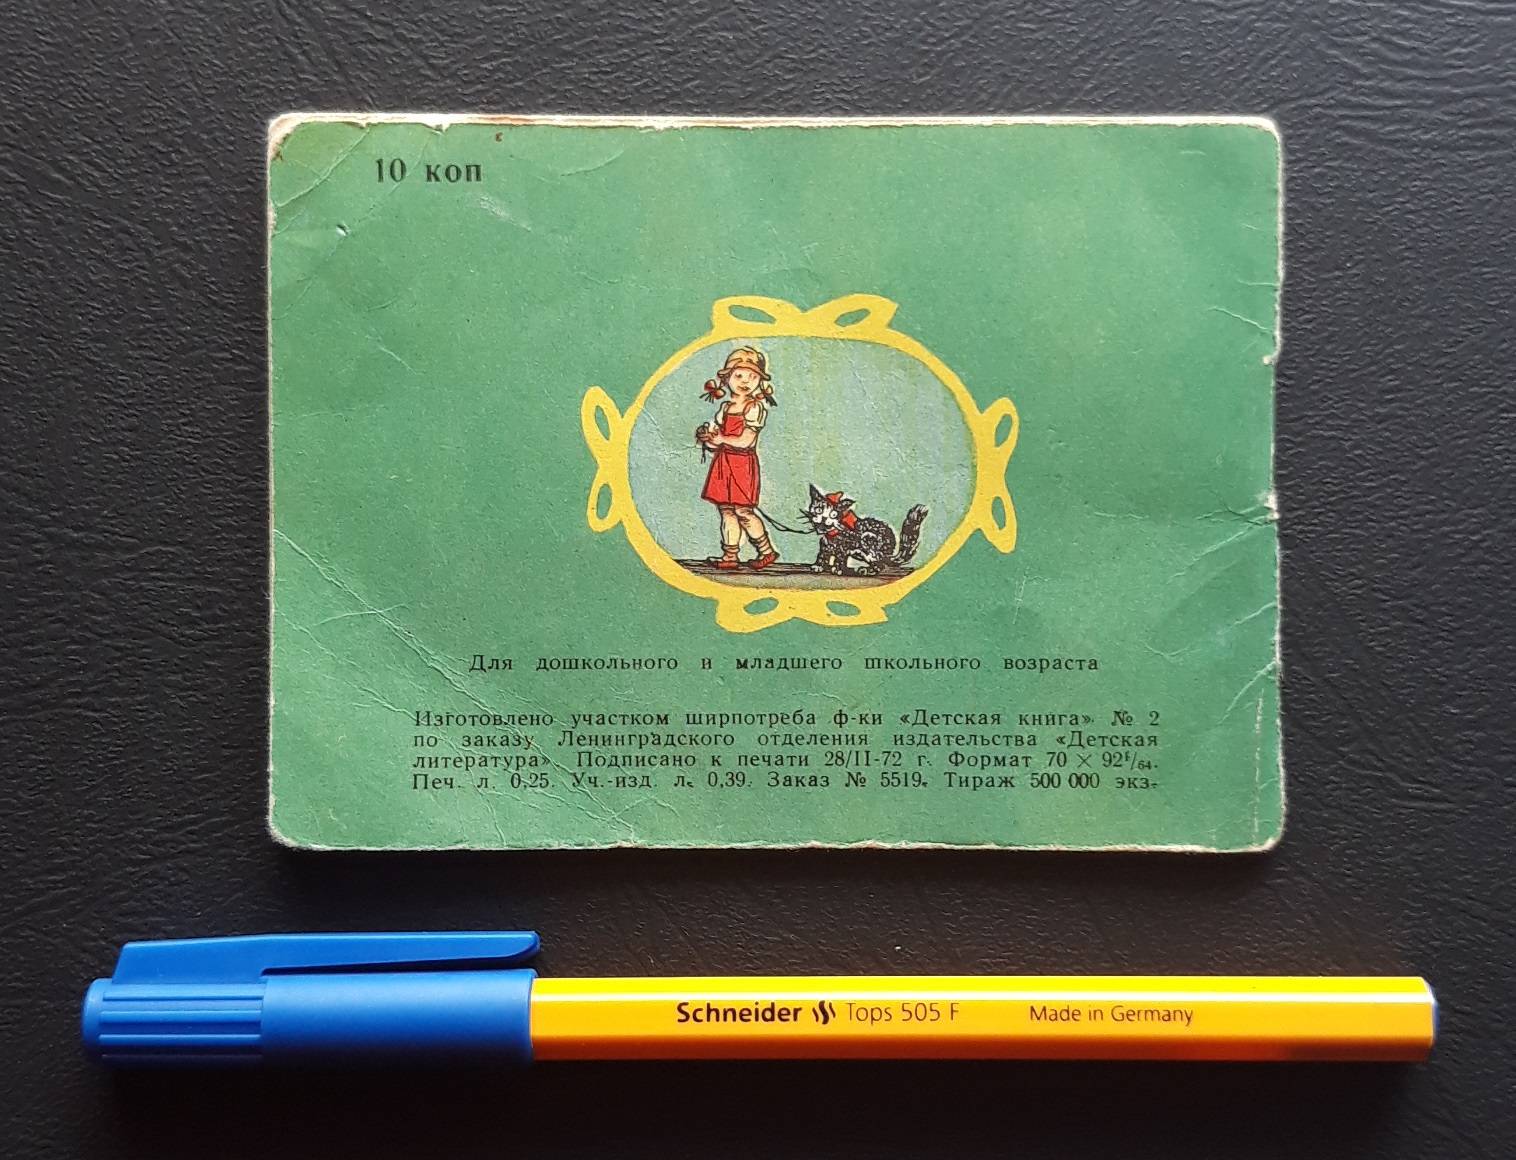 10 коп
Для дошкольного и младшего школьного возраста
Изготовлено участком ширпотреба ф-ки «Детская книга» № 2
по заказу Ленинградского отделения издательства «Детская
литература». Подписано к печати 28/II-72 г. Формат 70 × 92¹/₆₄.
Печ. л. 0,25. Уч.-изд. л. 0,39. Заказ № 5519. Тираж 500 000 экз.
Schneider Tops 505 F Made in Germany